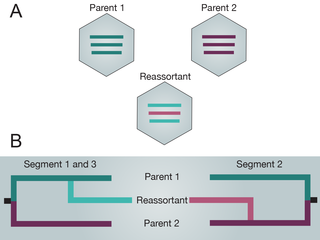 A
Parent 1
Parent 2
Reassortant
B
Segment 1 and 3
Parent 1
Segment 2
Reassortant
Parent 2